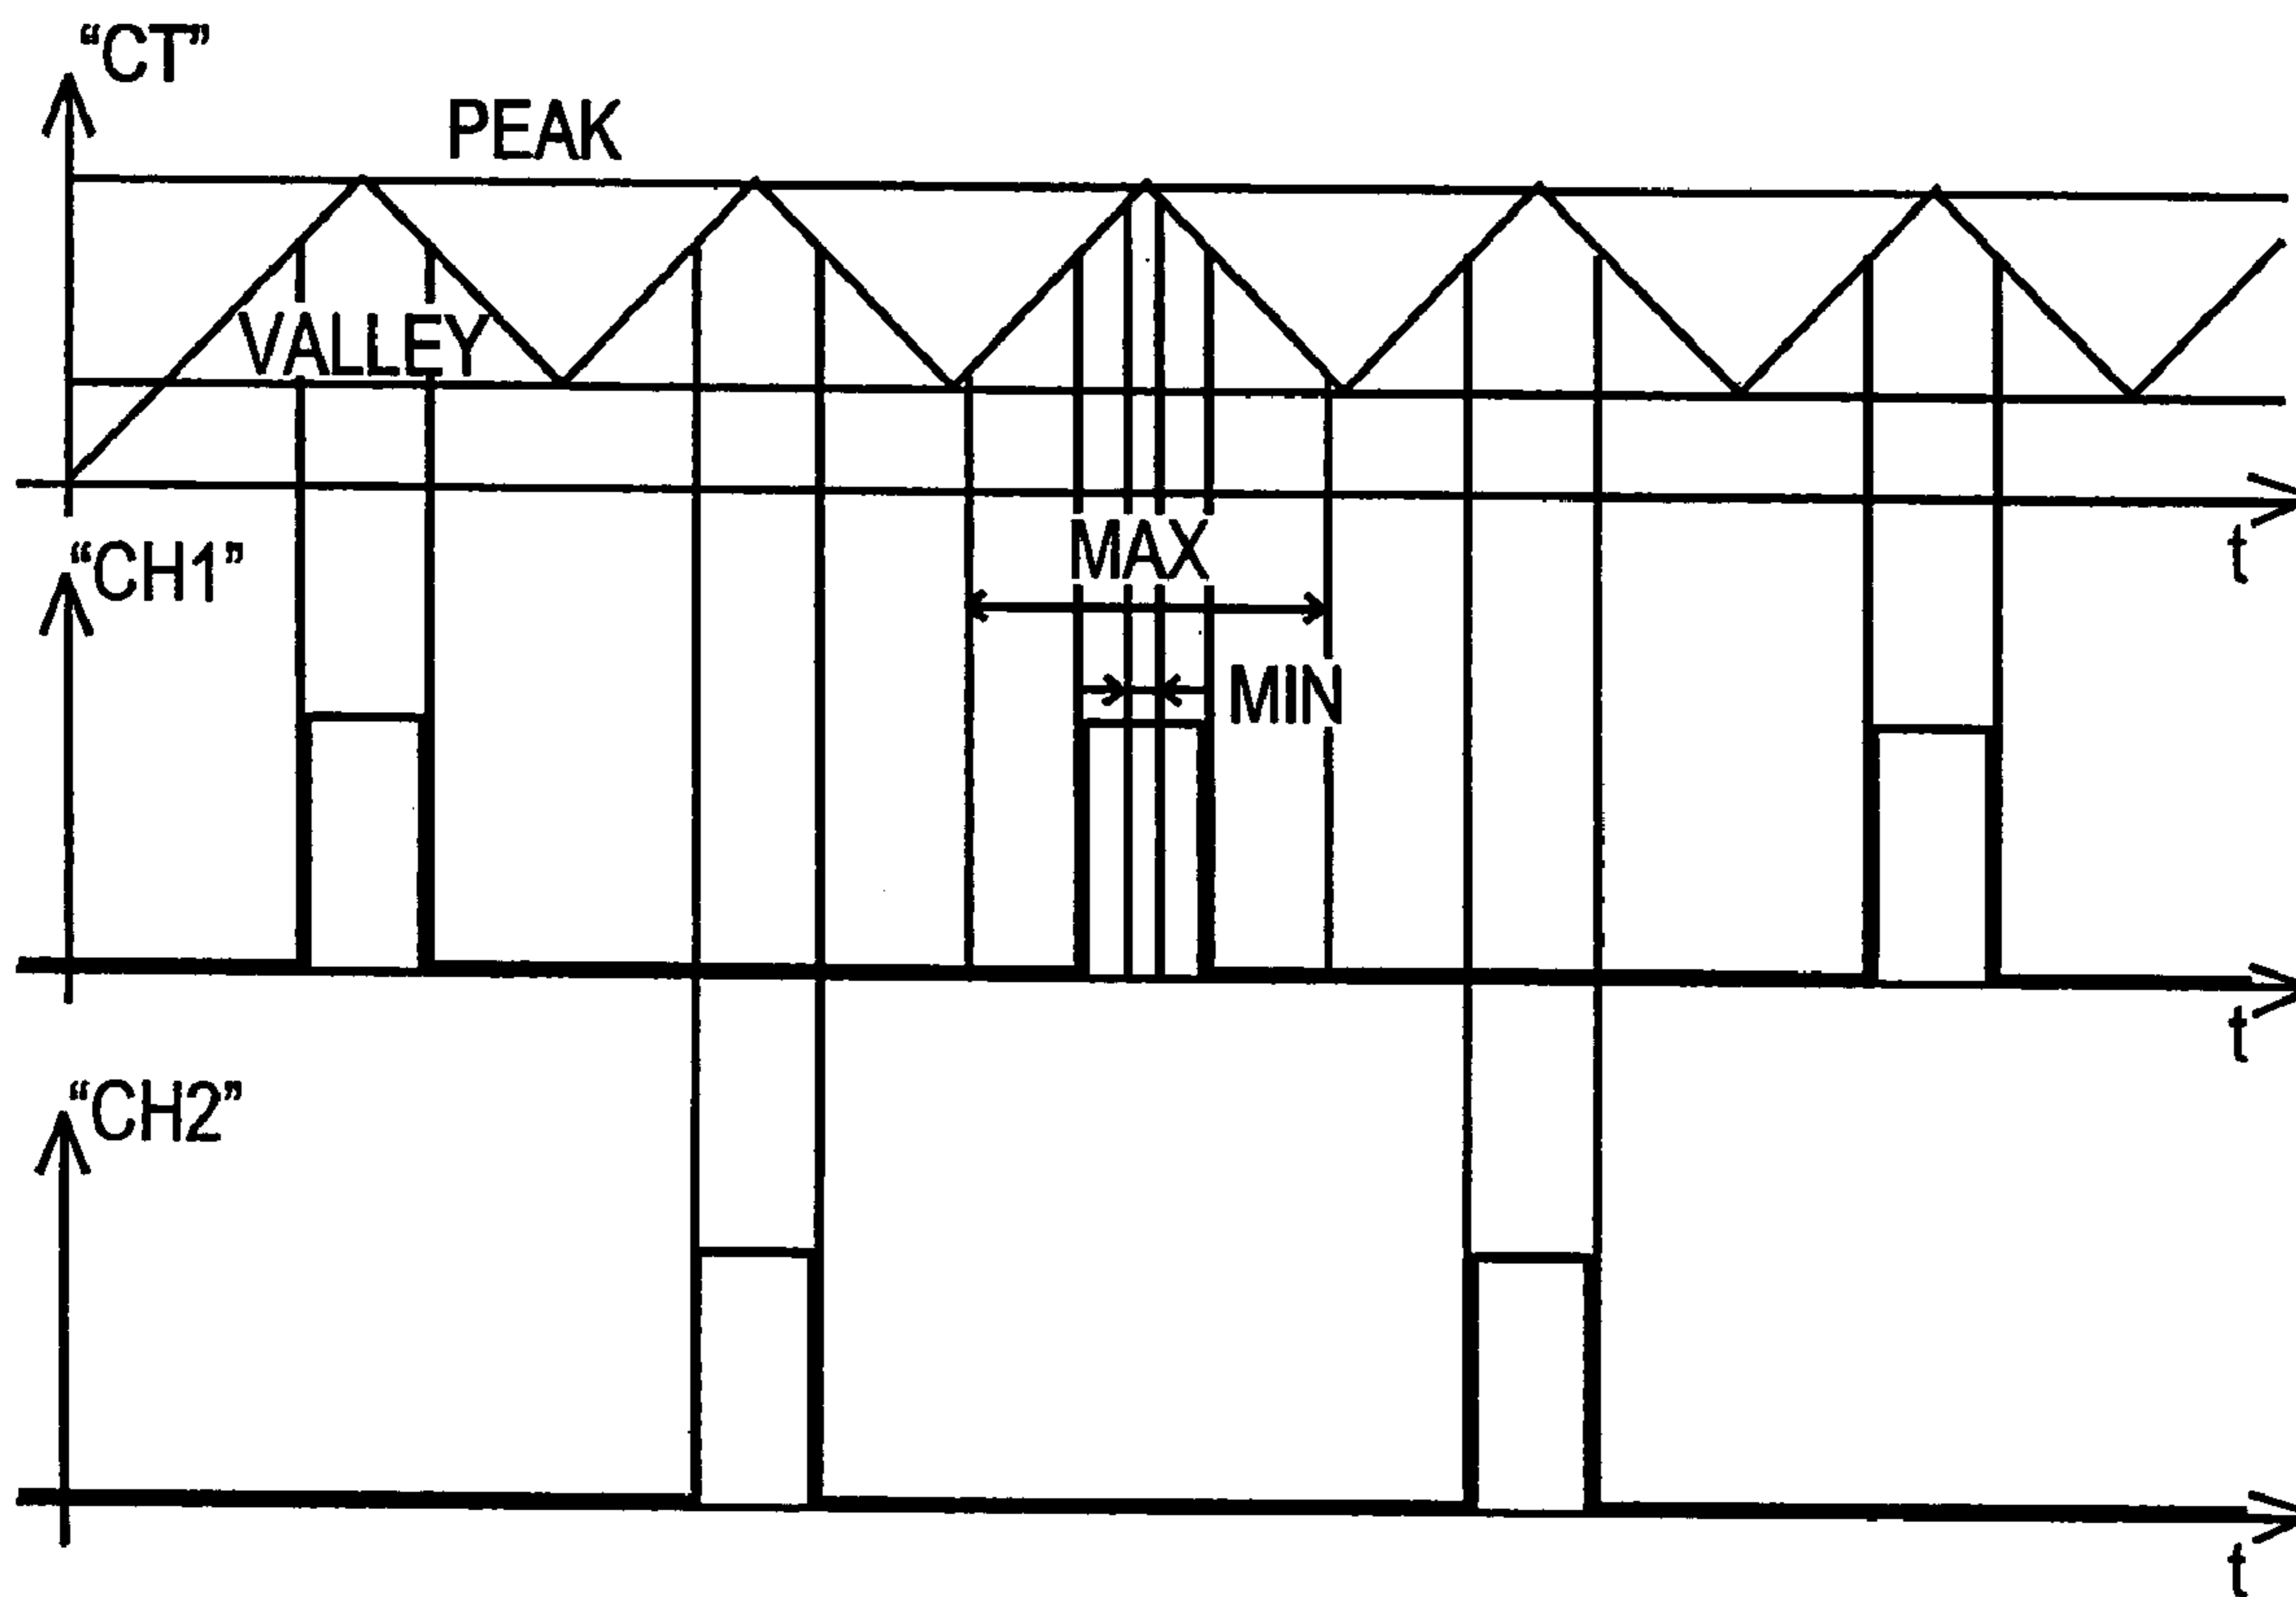 “CT”
PEAK
VALLEY
t
“CH1”
MAX
MIN
t
“CH2”
t